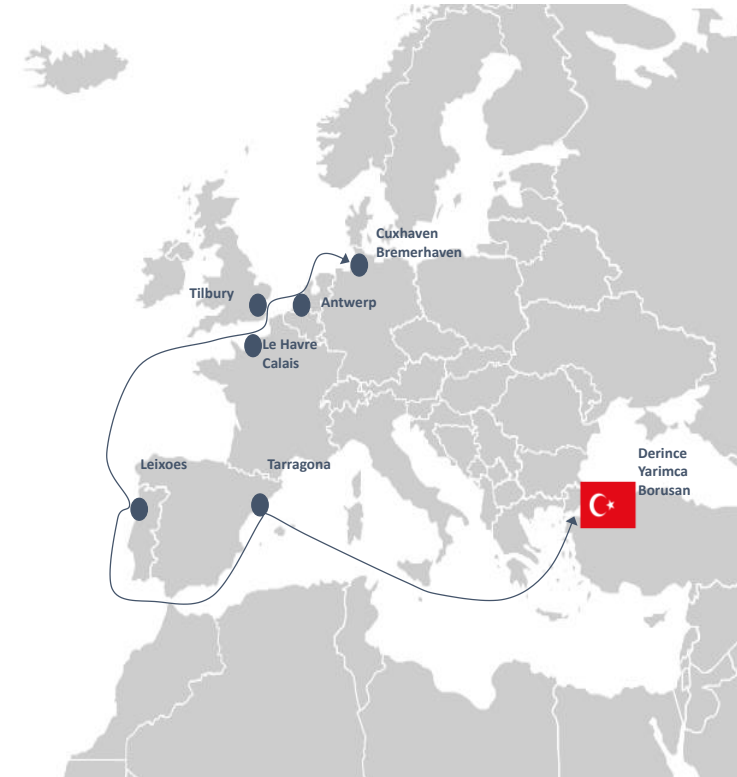 Cuxhaven
Bremerhaven
Tilbury
Antwerp
Le Havre
Calais
Leixoes
Tarragona
Derince
Yarimca
Borusan